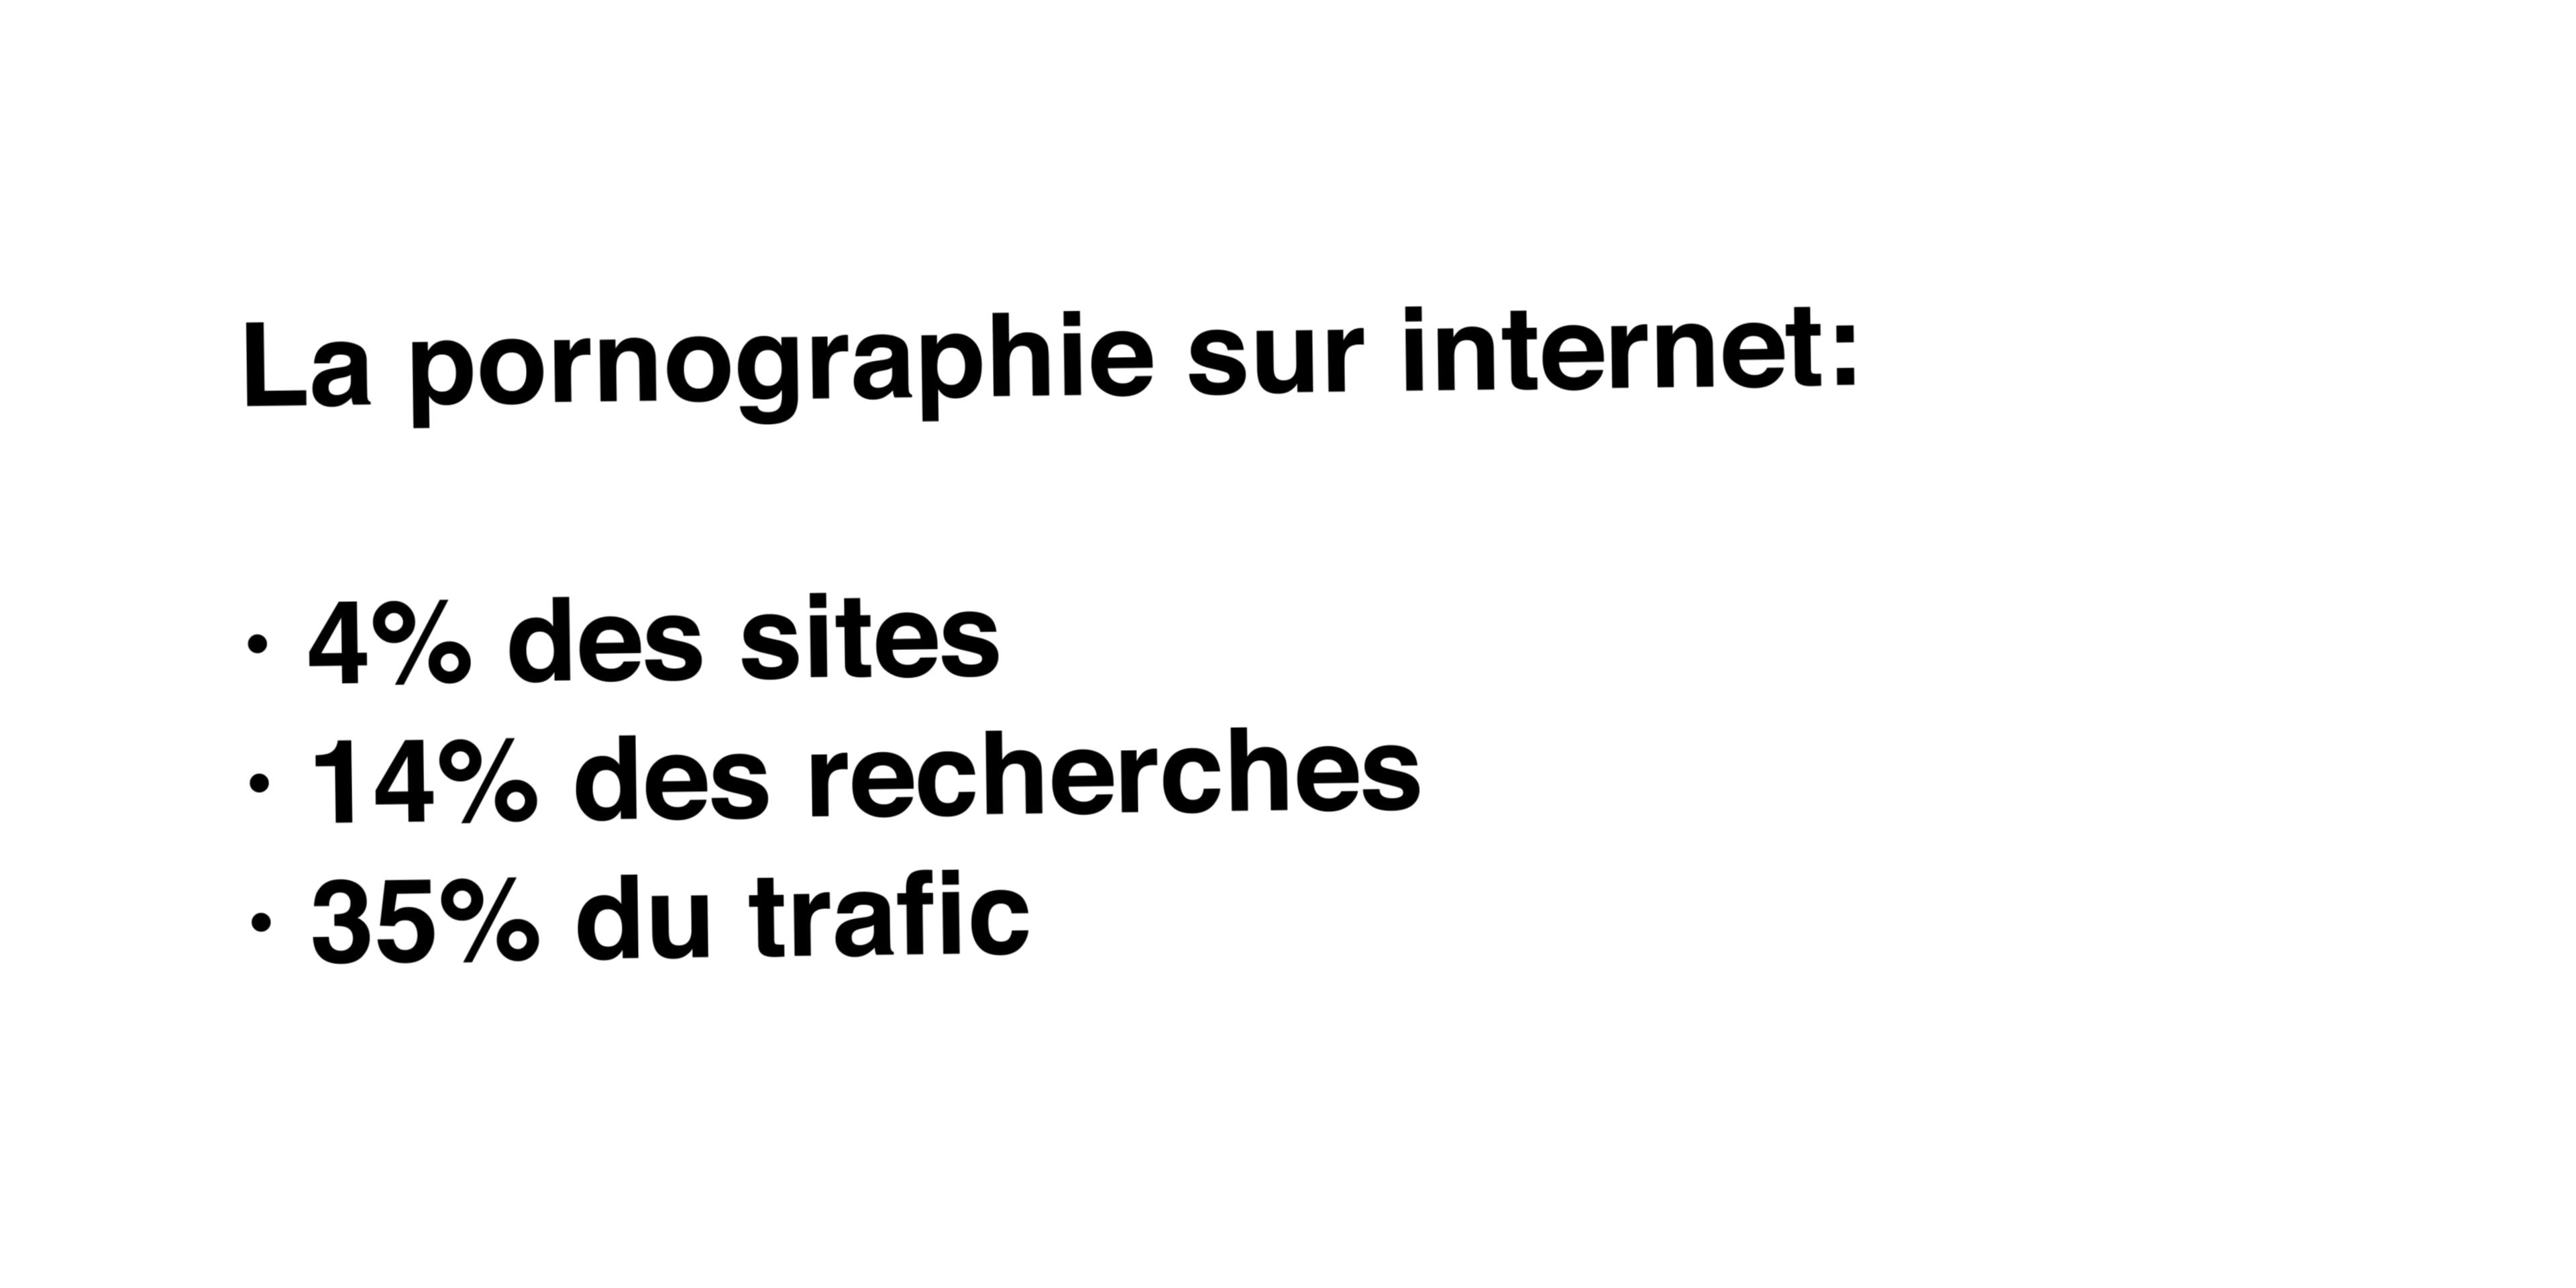 La pornographie sur internet:
· 4% des sites
· 14% des recherches
· 35% du trafic